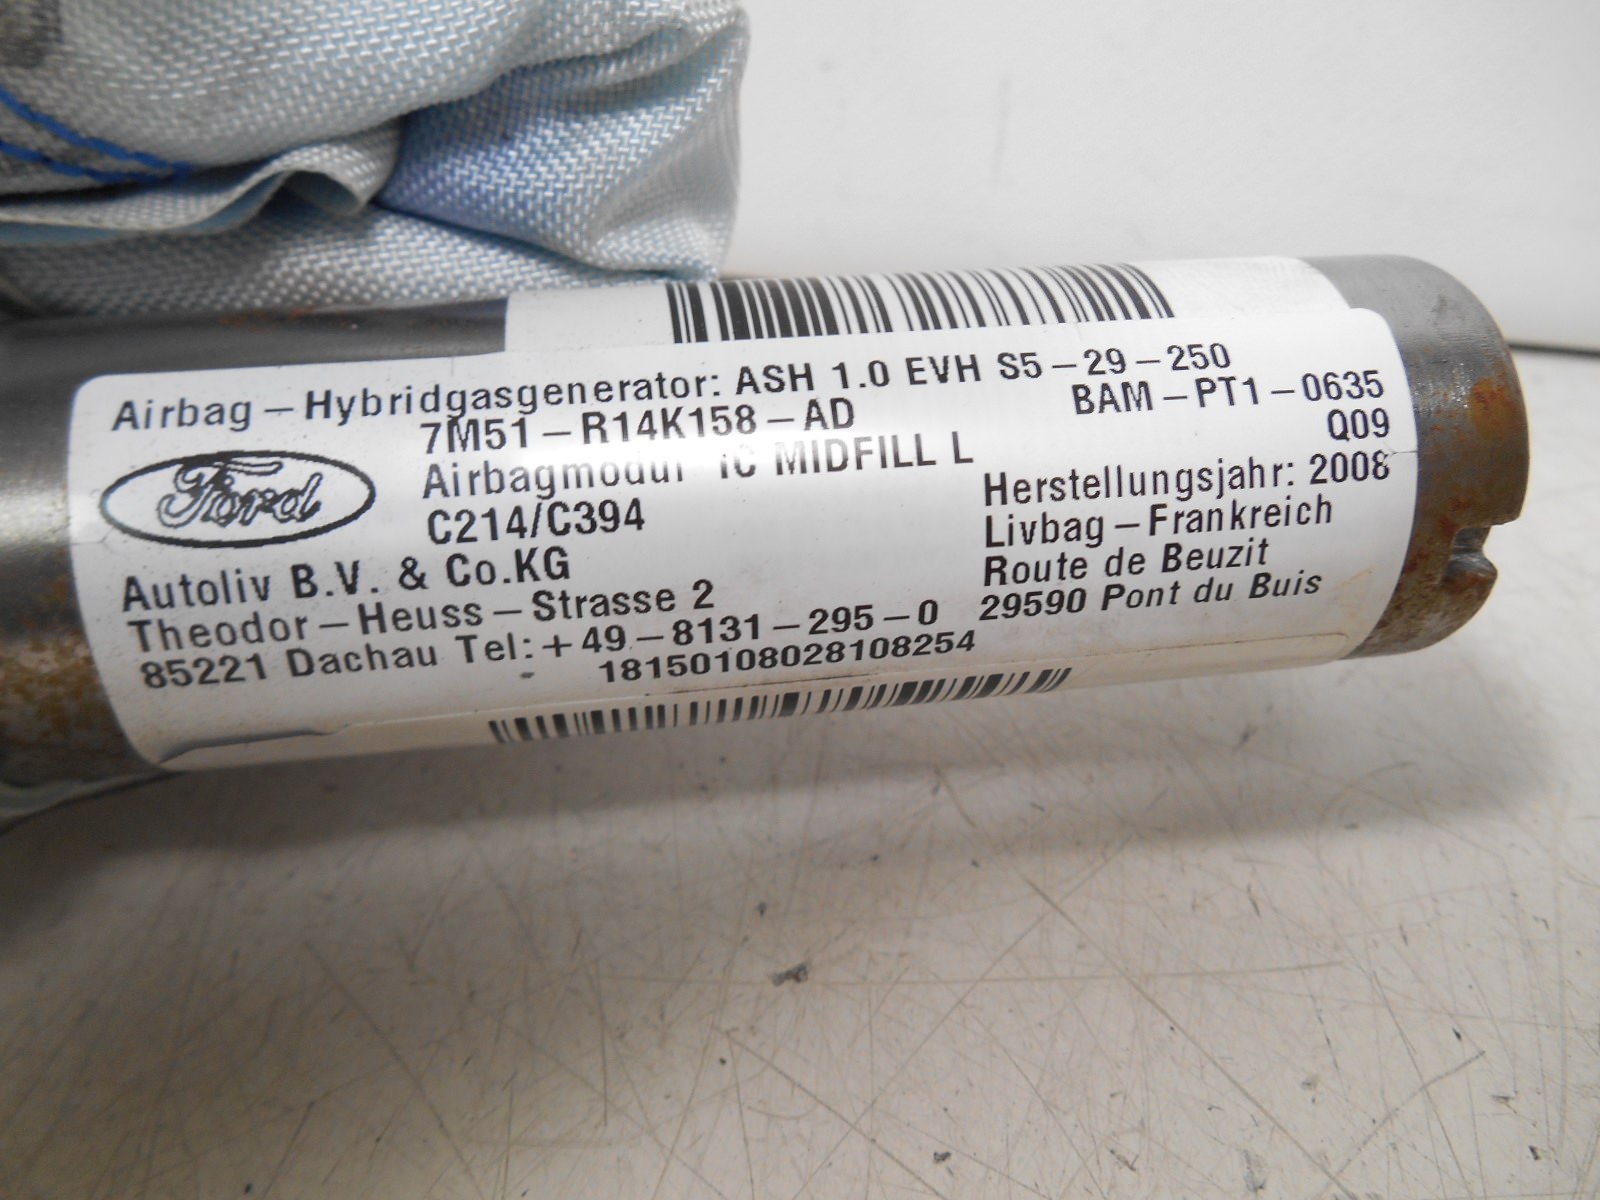 Airbag-Hybridgasgenerator: ASH 1.0 EVH S5-29-250
7M51-R14K158-AD
BAM-PT1-0635
Q09
Ford
Airbagmodul IC MIDFILL L
C214/C394
Herstellungsjahr: 2008
Livbag-Frankreich
Route de Beuzit
29590 Pont du Buis
Autoliv B.V. & Co.KG
Theodor-Heuss-Strasse 2
85221 Dachau Tel:+49-8131-295-0
18150108028108254